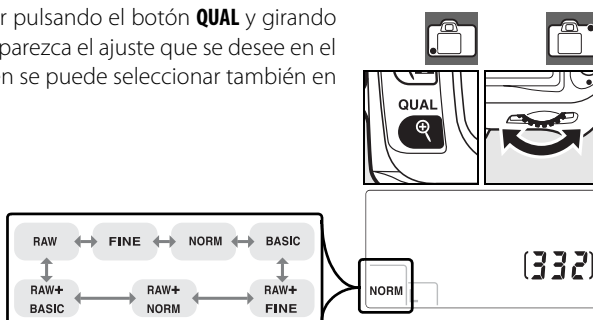 r pulsando el botón QUAL y girando
parezca el ajuste que se desee en el
én se puede seleccionar también en
QUAL
RAW FINE NORM BASIC
RAW+ BASIC RAW+ NORM RAW+ FINE
NORM
(332)